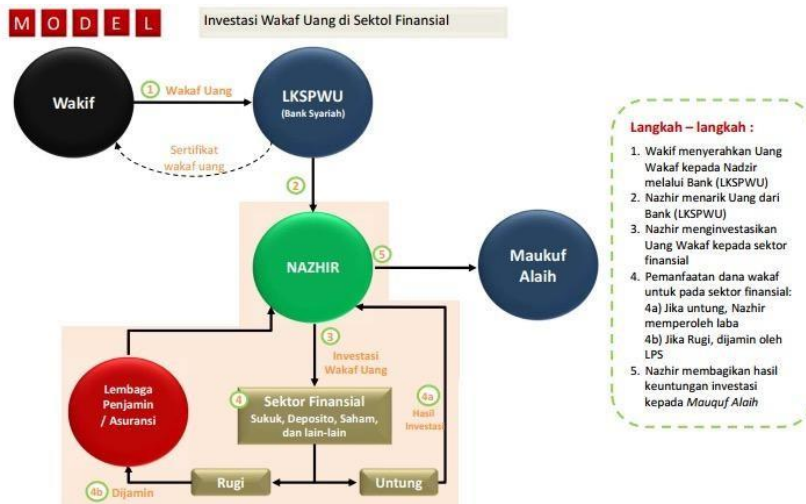 MODEL
Investasi Wakaf Uang di Sektol Finansial
Wakif
1 Wakaf Uang
LKSPWU
(Bank Syariah)
Sertifikat
wakaf uang
2
NAZHIR
5
Maukuf
Alaih
3
Investasi
Wakaf Uang
Lembaga
Penjamin
/ Asuransi
4
Sektor Finansial
Sukuk, Deposito, Saham,
dan lain-lain
4a
Hasil
Investasi
Rugi
Untung
4b Dijamin
Langkah – langkah :
1. Wakif menyerahkan Uang
Wakaf kepada Nadzir
melalui Bank (LKSPWU)
2. Nazhir menarik Uang dari
Bank (LKSPWU)
3. Nazhir menginvestasikan
Uang Wakaf kepada sektor
finansial
4. Pemanfaatan dana wakaf
untuk pada sektor finansial:
4a) Jika untung, Nazhir
memperoleh laba
4b) Jika Rugi, dijamin oleh
LPS
5. Nazhir membagikan hasil
keuntungan investasi
kepada Mauquf Alaih